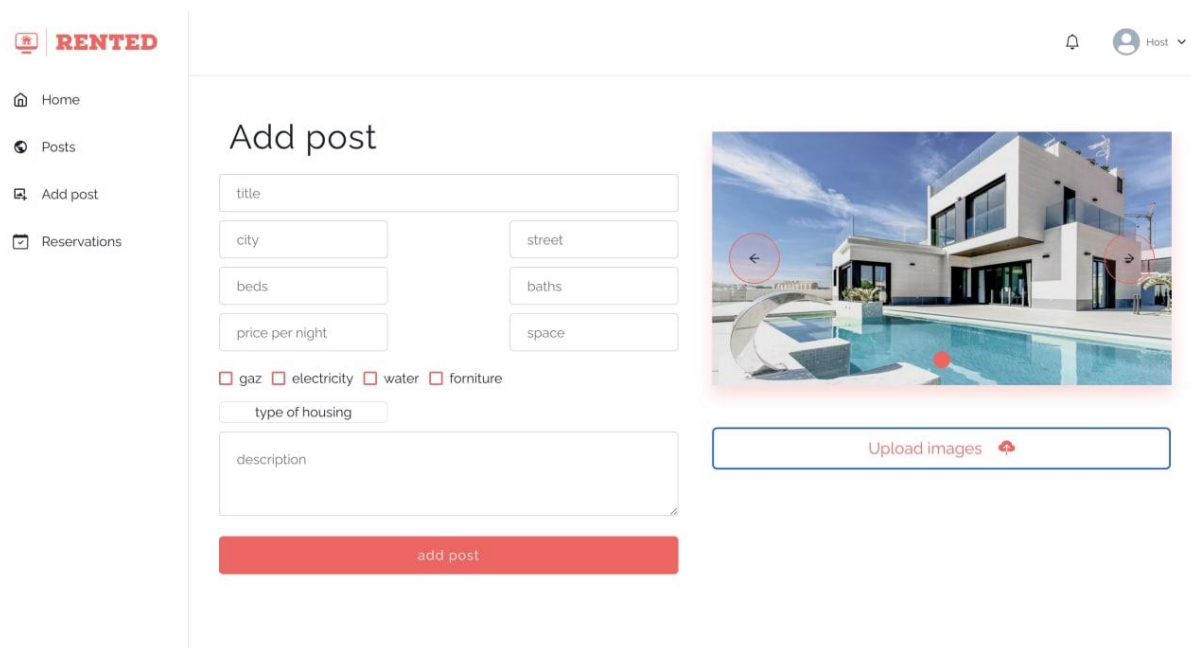 RENTED
Host
Home
Posts
Add post
Reservations
Add post
title
city street
beds baths
price per night space
gaz electricity water forniture
type of housing
description
add post
Upload images